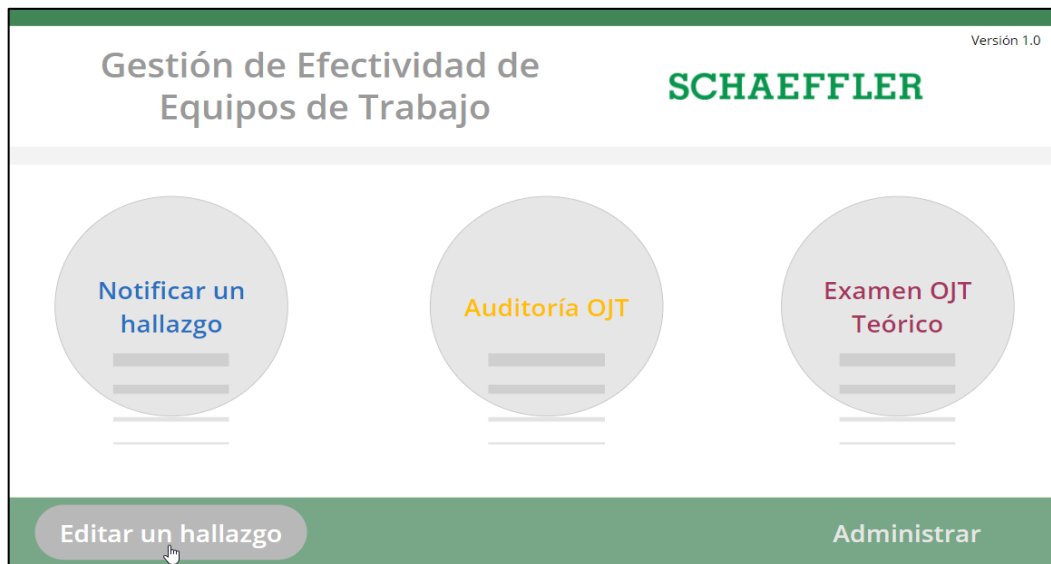 Versión 1.0
Gestión de Efectividad de
Equipos de Trabajo
SCHAEFFLER
Notificar un
hallazgo
Auditoría OJT
Examen OJT
Teórico
Editar un hallazgo
Administrar